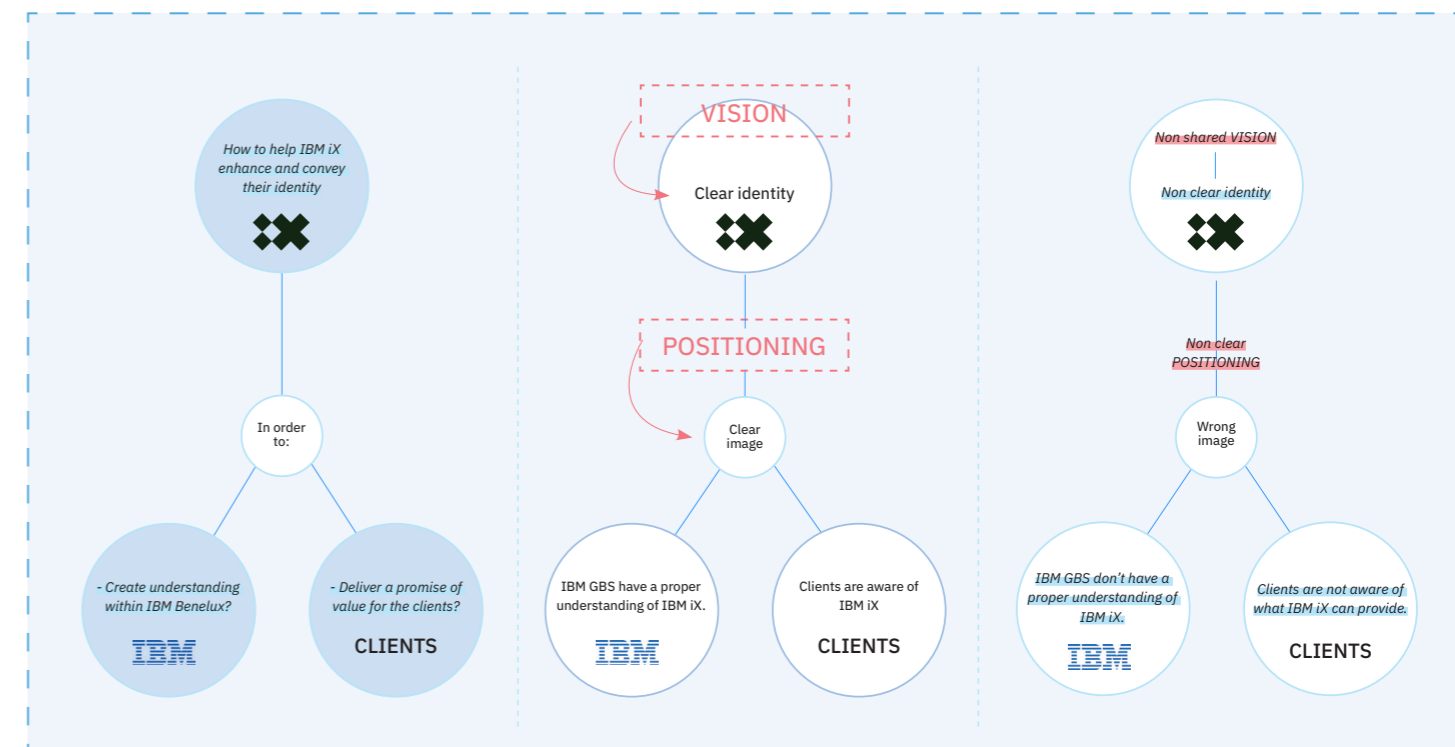 How to help IBM iX
enhance and convey
their identity
In order
to:
- Create understanding
within IBM Benelux?
IBM
- Deliver a promise of
value for the clients?
CLIENTS
VISION
Clear identity
POSITIONING
Clear
image
IBM GBS have a proper
understanding of IBM iX.
IBM
Clients are aware of
IBM iX
CLIENTS
Non shared VISION
Non clear identity
Non clear
POSITIONING
Wrong
image
IBM GBS don't have a
proper understanding of
IBM iX.
IBM
Clients are not aware of
what IBM iX can provide.
CLIENTS